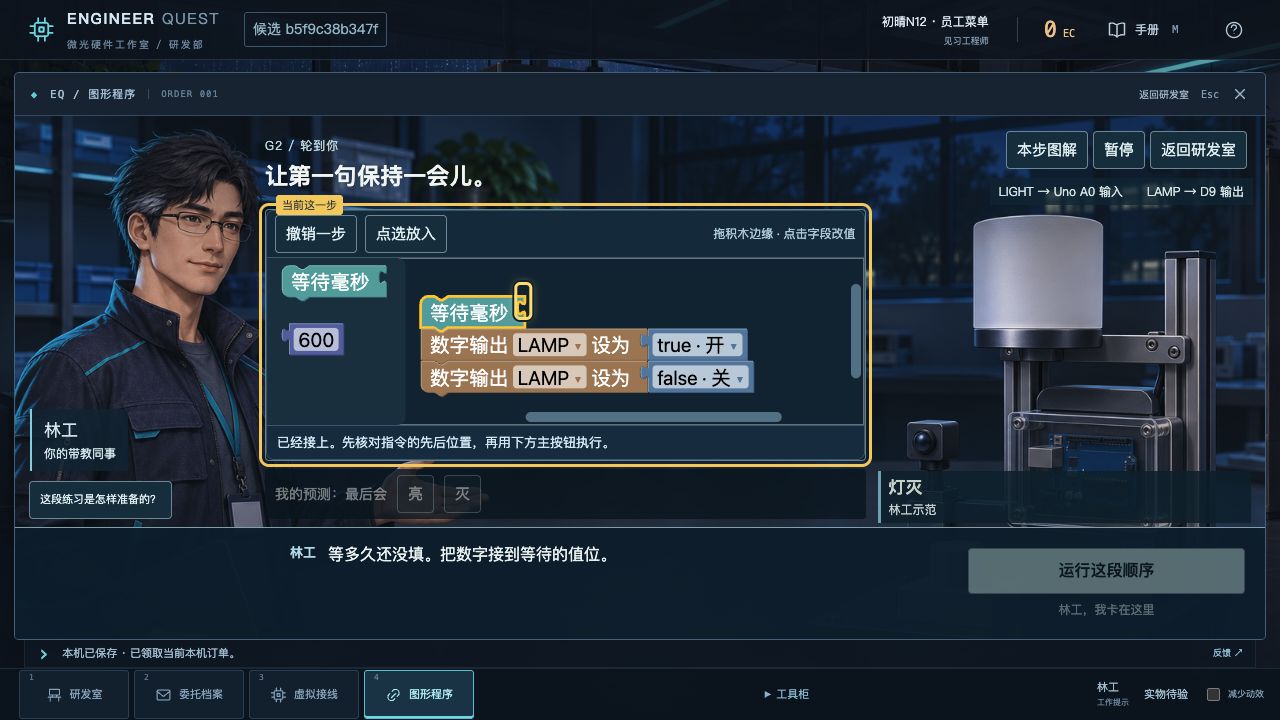 ENGINEER QUEST
微光硬件工作室 / 研发部
候选 b5f9c38b347f
初晴N12 · 员工菜单
见习工程师
0 EC
手册 M
EQ / 图形程序
ORDER 001
返回研发室 Esc
G2 / 轮到你
让第一句保持一会儿。
本步图解
暂停
返回研发室
LIGHT → Uno A0 输入
LAMP → D9 输出
当前这一步
撤销一步
点选放入
拖积木边缘 · 点击字段改值
等待毫秒
600
等待毫秒
数字输出 LAMP 设为 true · 开
数字输出 LAMP 设为 false · 关
已经接上。先核对指令的先后位置，再用下方主按钮执行。
林工
你的带教同事
这段练习是怎样准备的？
我的预测：最后会 亮 灭
灯灭
林工示范
林工 等多久还没填。把数字接到等待的值位。
运行这段顺序
林工，我卡在这里
本机已保存 · 已领取当前本机订单。
反馈 ↗
1 研发室
2 委托档案
3 虚拟接线
4 图形程序
工具柜
林工
工作提示
实物待验
减少动效